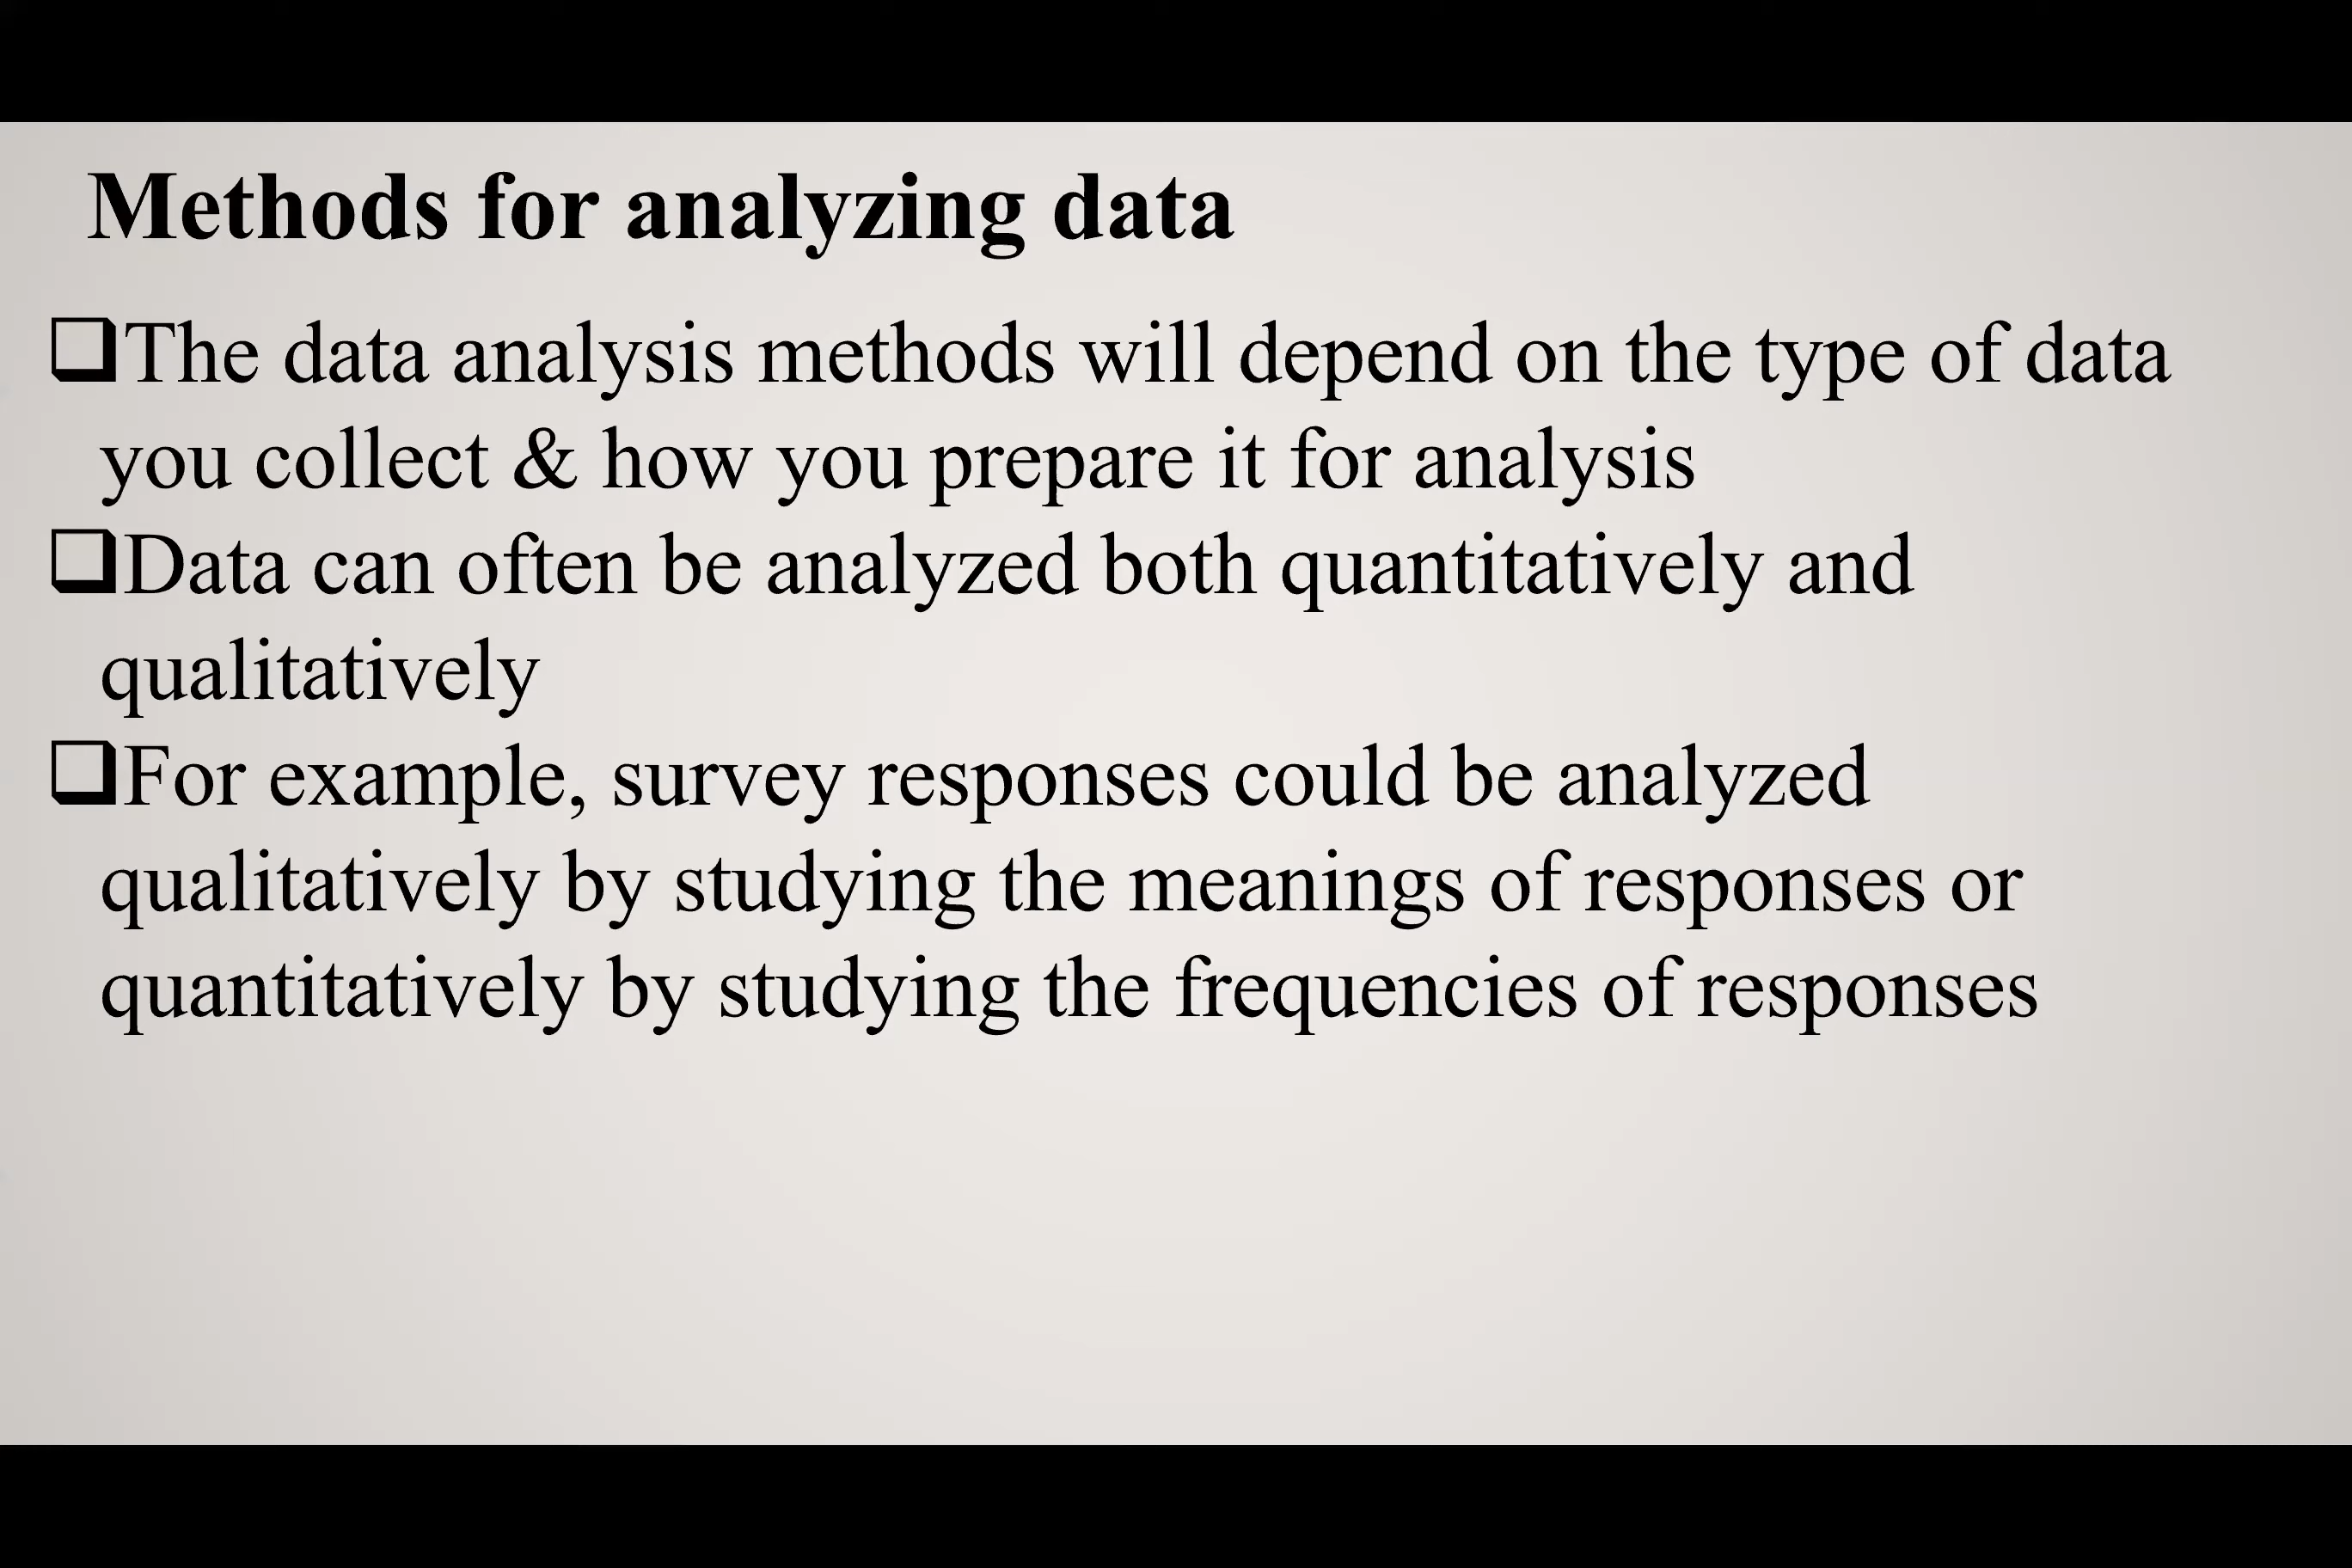 Methods for analyzing data
❑The data analysis methods will depend on the type of data
you collect & how you prepare it for analysis
❑Data can often be analyzed both quantitatively and
qualitatively
❑For example, survey responses could be analyzed
qualitatively by studying the meanings of responses or
quantitatively by studying the frequencies of responses